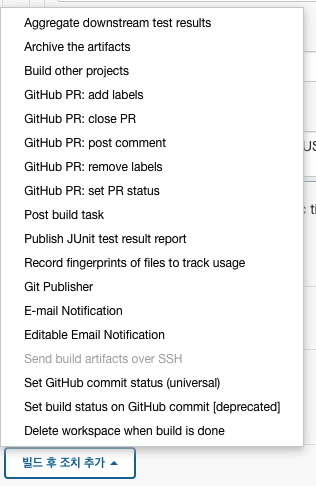 Aggregate downstream test results
Archive the artifacts
Build other projects
GitHub PR: add labels
GitHub PR: close PR
GitHub PR: post comment
GitHub PR: remove labels
GitHub PR: set PR status
Post build task
Publish JUnit test result report
Record fingerprints of files to track usage
Git Publisher
E-mail Notification
Editable Email Notification
Send build artifacts over SSH
Set GitHub commit status (universal)
Set build status on GitHub commit [deprecated]
Delete workspace when build is done
빌드 후 조치 추가